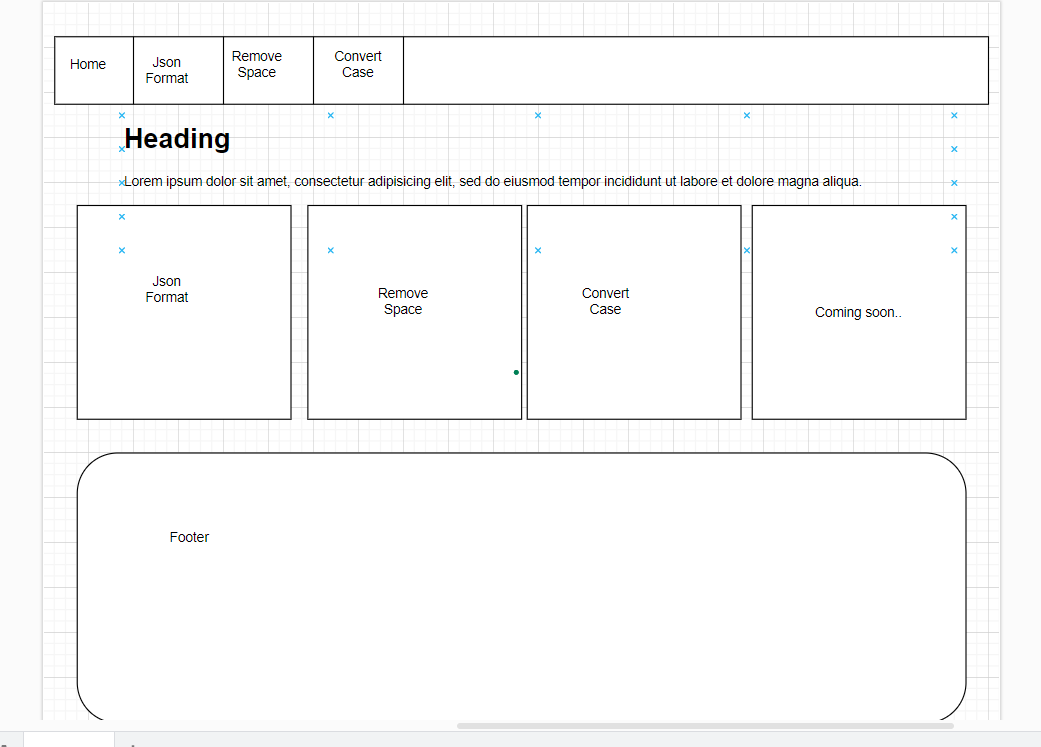 Home
Json
Format
Remove
Space
Convert
Case
Heading
Lorem ipsum dolor sit amet, consectetur adipisicing elit, sed do eiusmod tempor incididunt ut labore et dolore magna aliqua.
Json
Format
Remove
Space
Convert
Case
Coming soon..
Footer